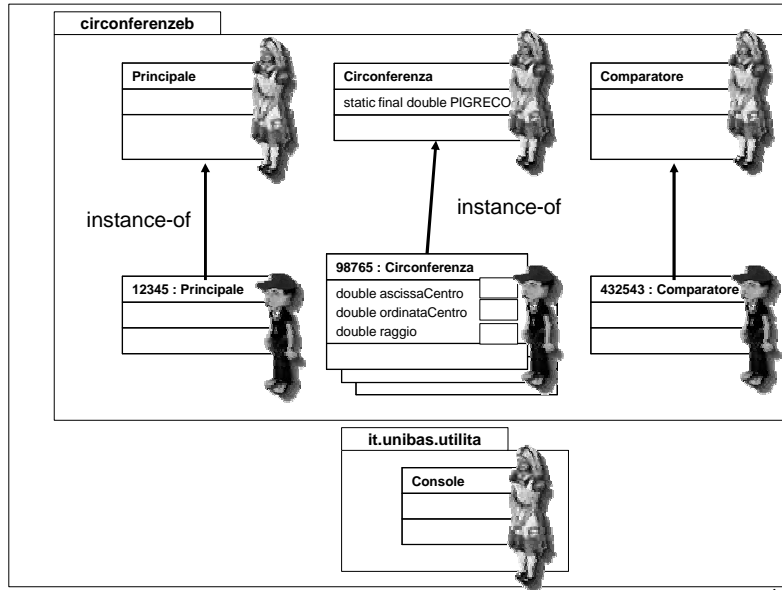 circonferenzeb
Principale
Circonferenza
static final double PIGRECO
Comparatore
instance-of
instance-of
12345 : Principale
98765 : Circonferenza
double ascissaCentro
double ordinataCentro
double raggio
432543 : Comparatore
it.unibas.utilita
Console